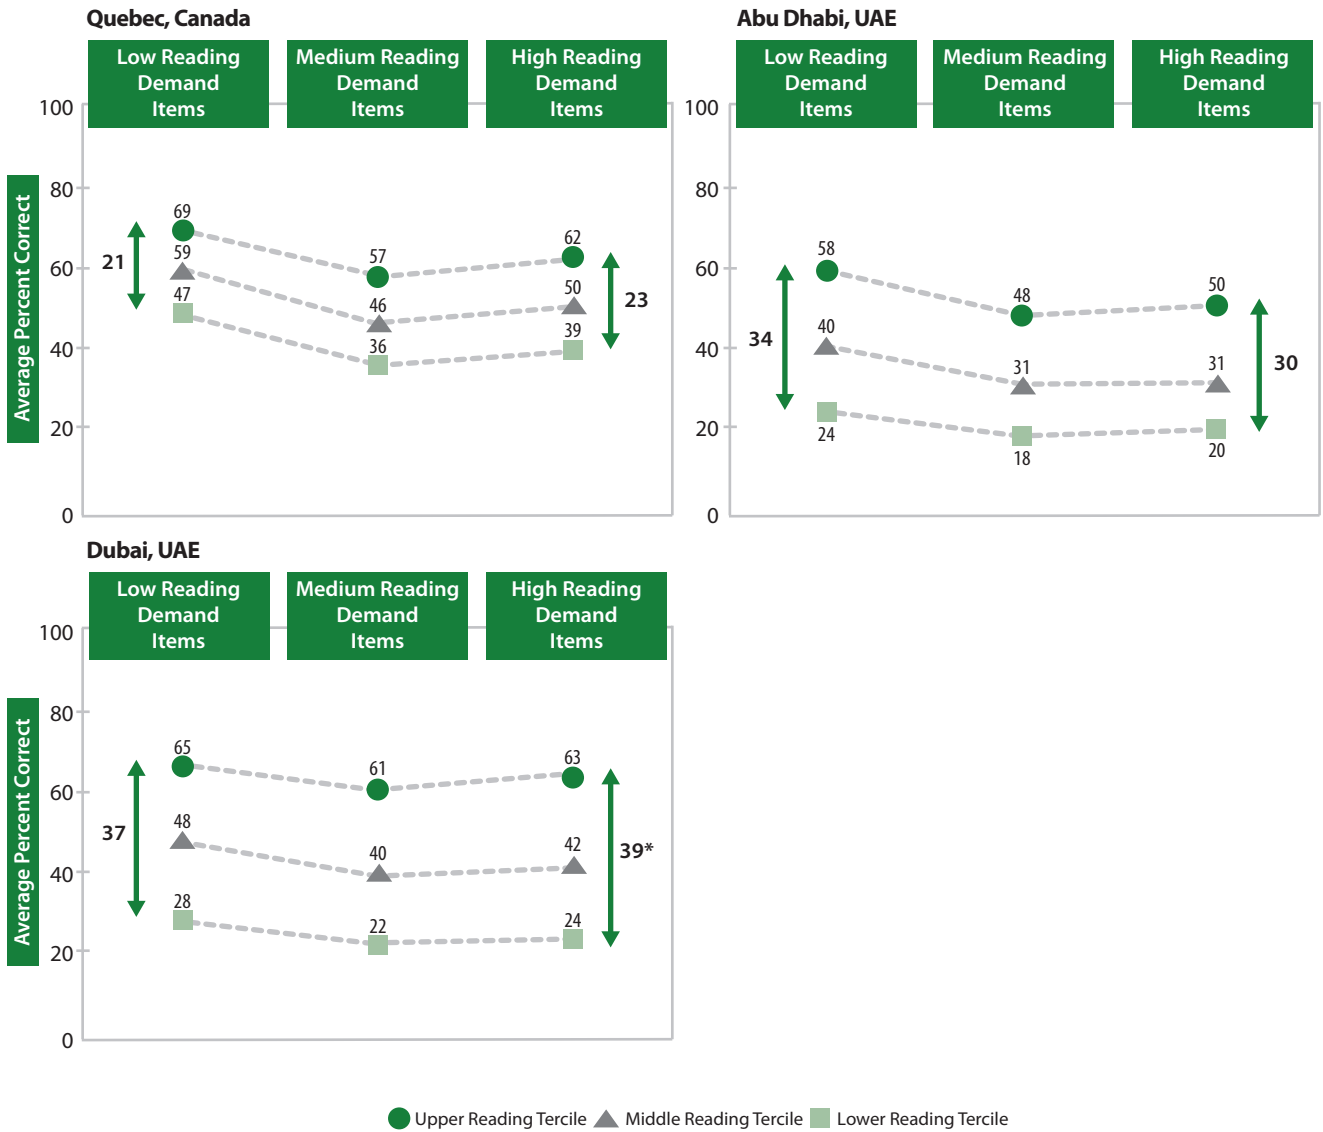 Quebec, Canada
Low Reading
Demand
Items
Medium Reading
Demand
Items
High Reading
Demand
Items
Average Percent Correct
100
80
60
40
20
0
69
59
47
57
46
36
62
50
39
21
23
Abu Dhabi, UAE
Low Reading
Demand
Items
Medium Reading
Demand
Items
High Reading
Demand
Items
100
80
60
40
20
0
58
40
24
48
31
18
50
31
20
34
30
Dubai, UAE
Low Reading
Demand
Items
Medium Reading
Demand
Items
High Reading
Demand
Items
Average Percent Correct
100
80
60
40
20
0
65
48
28
61
40
22
63
42
24
37
39*
Upper Reading Tercile Middle Reading Tercile Lower Reading Tercile